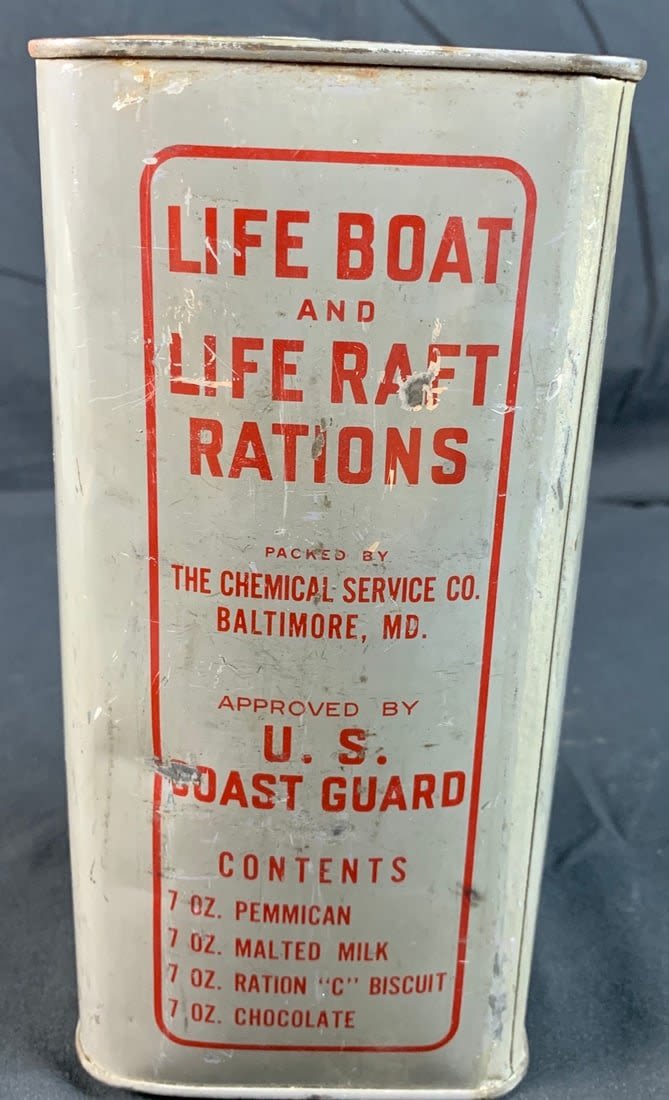 LIFE BOAT
AND
LIFE RAFT
RATIONS
PACKED BY
THE CHEMICAL SERVICE CO.
BALTIMORE, MD.
APPROVED BY
U. S.
COAST GUARD
CONTENTS
7 OZ. PEMMICAN
7 OZ. MALTED MILK
7 OZ. RATION "C" BISCUIT
7 OZ. CHOCOLATE